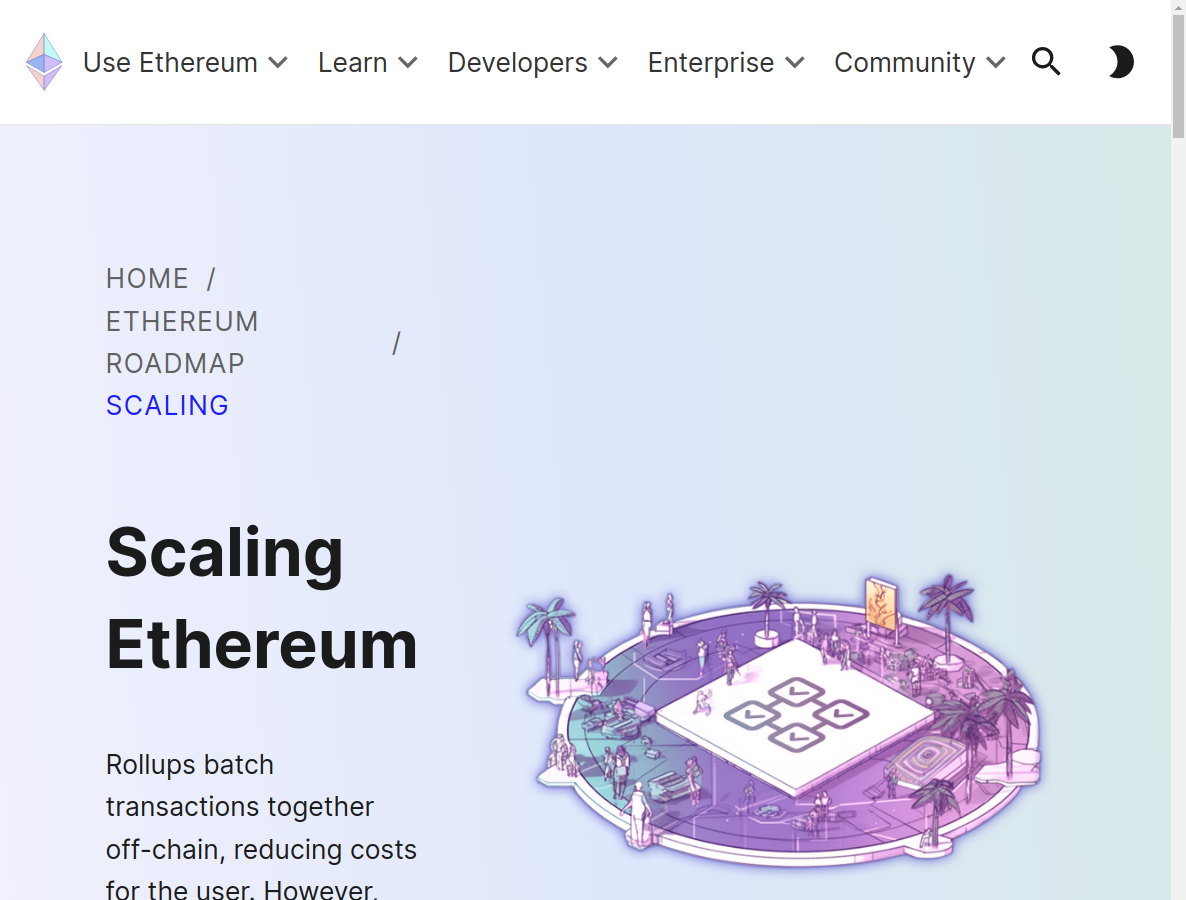 Use Ethereum Learn Developers Enterprise Community
HOME /
ETHEREUM
ROADMAP /
SCALING
Scaling
Ethereum
Rollups batch
transactions together
off-chain, reducing costs
for the user. However,